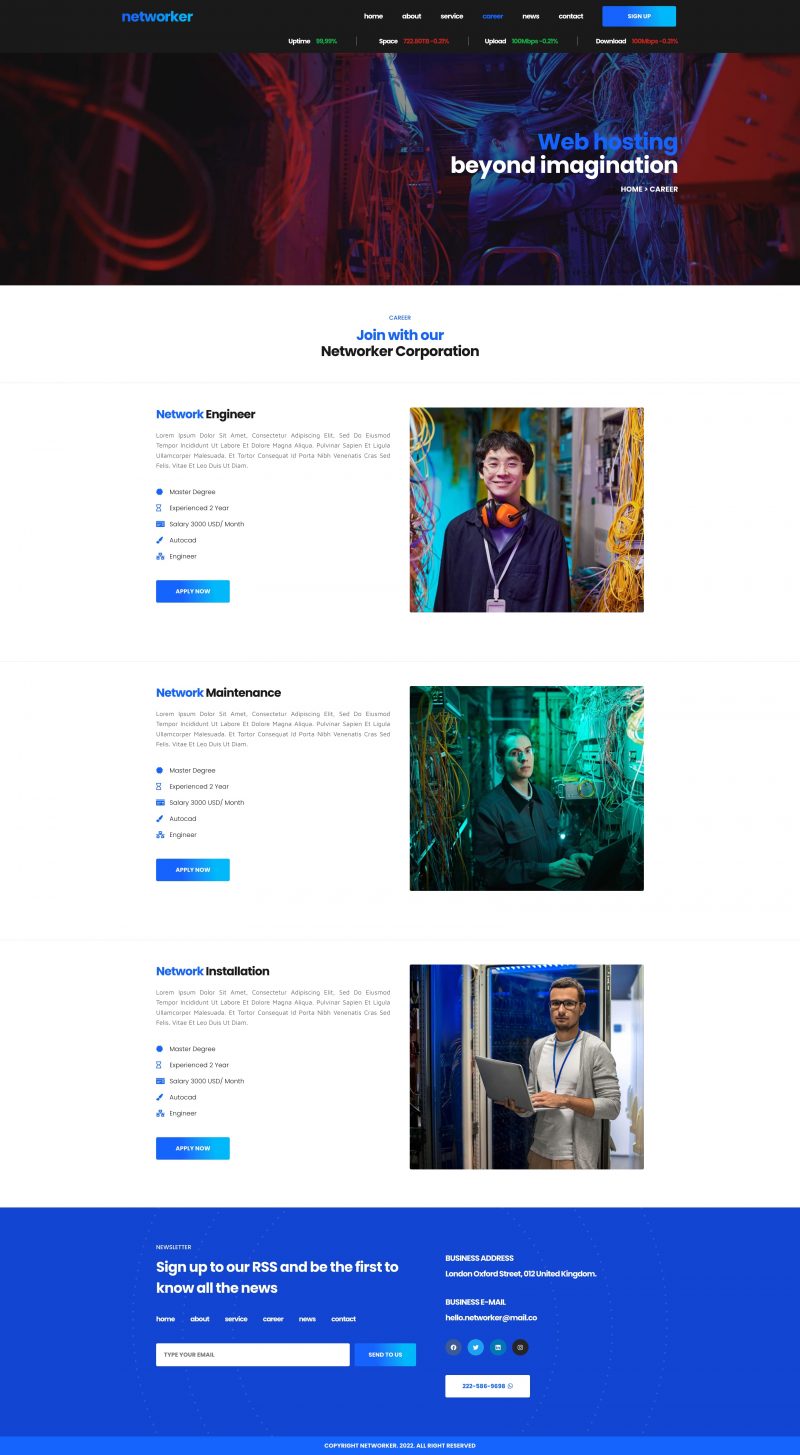 networker
home about service career news contact SIGN UP
Uptime 99,99% Space 722.50TB -0.21% Upload 100Mbps -0.21% Download 100Mbps -0.21%
Web hosting
beyond imagination
HOME > CAREER
CAREER
Join with our
Networker Corporation
Network Engineer
Lorem Ipsum Dolor Sit Amet, Consectetur Adipiscing Elit, Sed Do Eiusmod
Tempor Incididunt Ut Labore Et Dolore Magna Aliqua. Pulvinar Sapien Et Ligula
Ullamcorper Malesuada. Et Tortor Consequat Id Porta Nibh Venenatis Cras Sed
Felis. Vitae Et Leo Duis Ut Diam.
Master Degree
Experienced 2 Year
Salary 3000 USD/ Month
Autocad
Engineer
APPLY NOW
Network Maintenance
Lorem Ipsum Dolor Sit Amet, Consectetur Adipiscing Elit, Sed Do Eiusmod
Tempor Incididunt Ut Labore Et Dolore Magna Aliqua. Pulvinar Sapien Et Ligula
Ullamcorper Malesuada. Et Tortor Consequat Id Porta Nibh Venenatis Cras Sed
Felis. Vitae Et Leo Duis Ut Diam.
Master Degree
Experienced 2 Year
Salary 3000 USD/ Month
Autocad
Engineer
APPLY NOW
Network Installation
Lorem Ipsum Dolor Sit Amet, Consectetur Adipiscing Elit, Sed Do Eiusmod
Tempor Incididunt Ut Labore Et Dolore Magna Aliqua. Pulvinar Sapien Et Ligula
Ullamcorper Malesuada. Et Tortor Consequat Id Porta Nibh Venenatis Cras Sed
Felis. Vitae Et Leo Duis Ut Diam.
Master Degree
Experienced 2 Year
Salary 3000 USD/ Month
Autocad
Engineer
APPLY NOW
NEWSLETTER
Sign up to our RSS and be the first to
know all the news
home about service career news contact
TYPE YOUR EMAIL SEND TO US
BUSINESS ADDRESS
London Oxford Street, 012 United Kingdom.
BUSINESS E-MAIL
hello.networker@mail.co
222-586-9698
COPYRIGHT NETWORKER. 2022. ALL RIGHT RESERVED